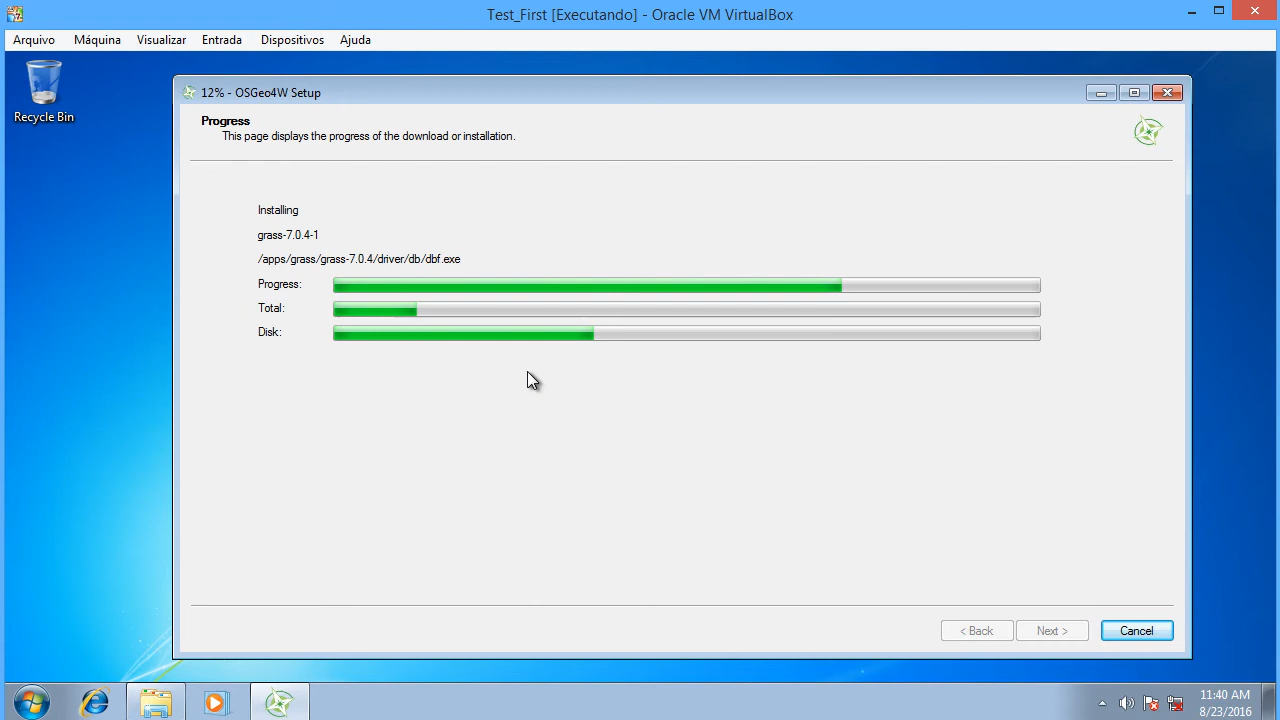 Test_First [Executando] - Oracle VM VirtualBox
Arquivo Máquina Visualizar Entrada Dispositivos Ajuda
Recycle Bin
12% - OSGeo4W Setup
Progress
This page displays the progress of the download or installation.
Installing
grass-7.0.4-1
/apps/grass/grass-7.0.4/driver/db/dbf.exe
Progress:
Total:
Disk:
< Back Next > Cancel
11:40 AM
8/23/2016